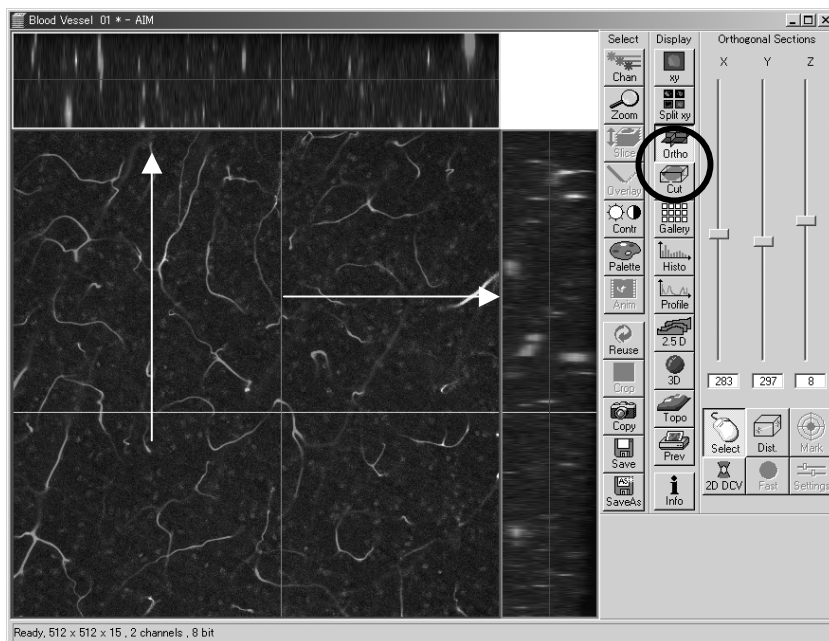 Blood Vessel 01 * - AIM
Select
Display
Orthogonal Sections
Chan
xy
X
Y
Z
Zoom
Split xy
Slice
Ortho
Overlay
Cut
Contr
Gallery
Palette
Histo
Anim
Profile
Reuse
2.5 D
Crop
3D
283
297
8
Copy
Topo
Save
Prev
Select
Dist.
Mark
AS
SaveAs
Info
2D DCV
Fast
Settings
Ready, 512 x 512 x 15 , 2 channels , 8 bit